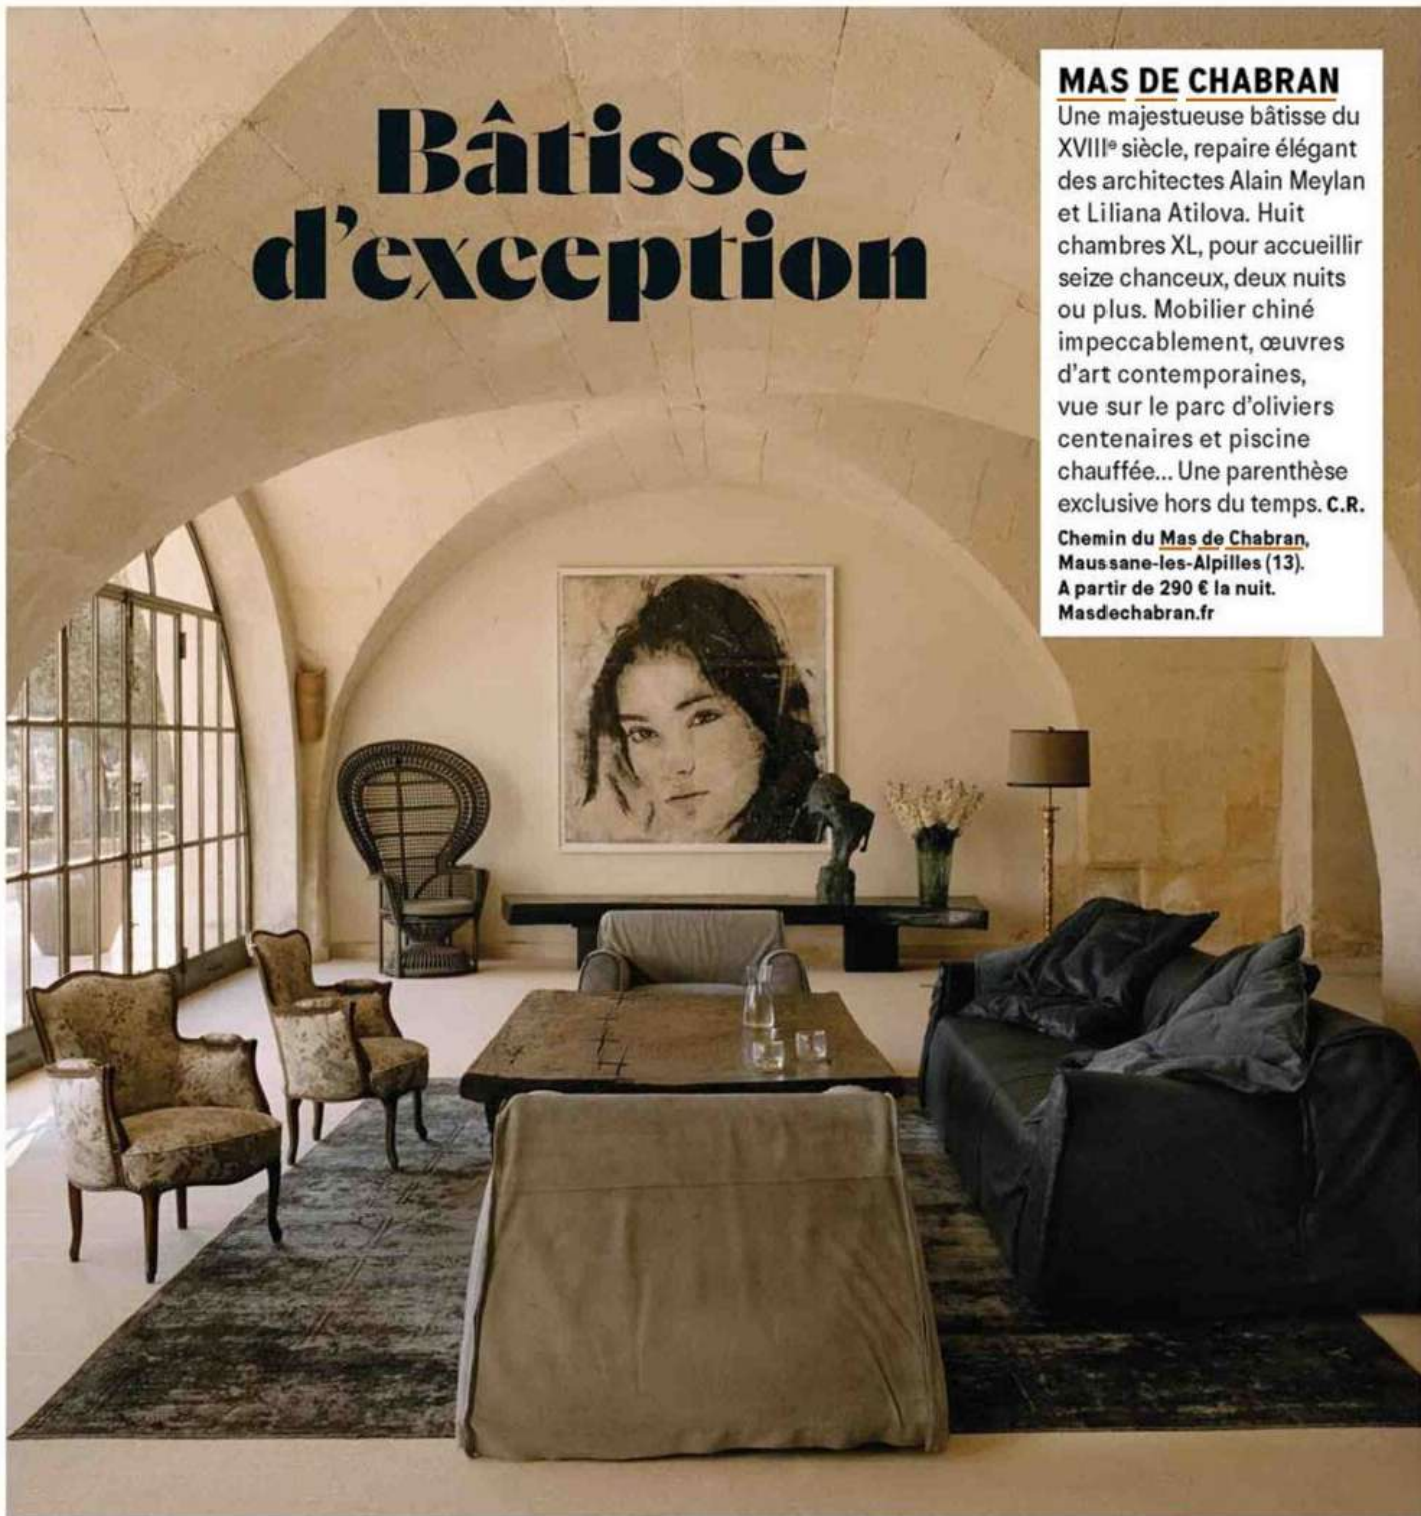 Bâtisse
d'exception
MAS DE CHABRAN
Une majestueuse bâtisse du
XVIIIᵉ siècle, repaire élégant
des architectes Alain Meylan
et Liliana Atilova. Huit
chambres XL, pour accueillir
seize chanceux, deux nuits
ou plus. Mobilier chiné
impeccablement, œuvres
d'art contemporaines,
vue sur le parc d'oliviers
centenaires et piscine
chauffée... Une parenthèse
exclusive hors du temps. C.R.
Chemin du Mas de Chabran,
Maussane-les-Alpilles (13).
A partir de 290 € la nuit.
Masdechabran.fr